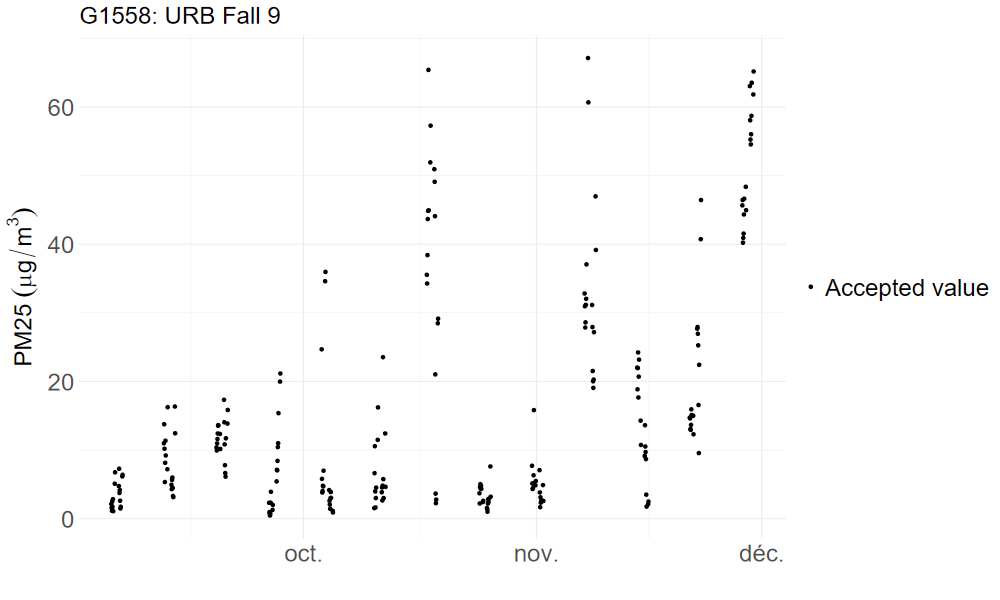 G1558: URB Fall 9
60
40
20
0
PM25 (μg/m³)
oct.
nov.
déc.
Accepted value